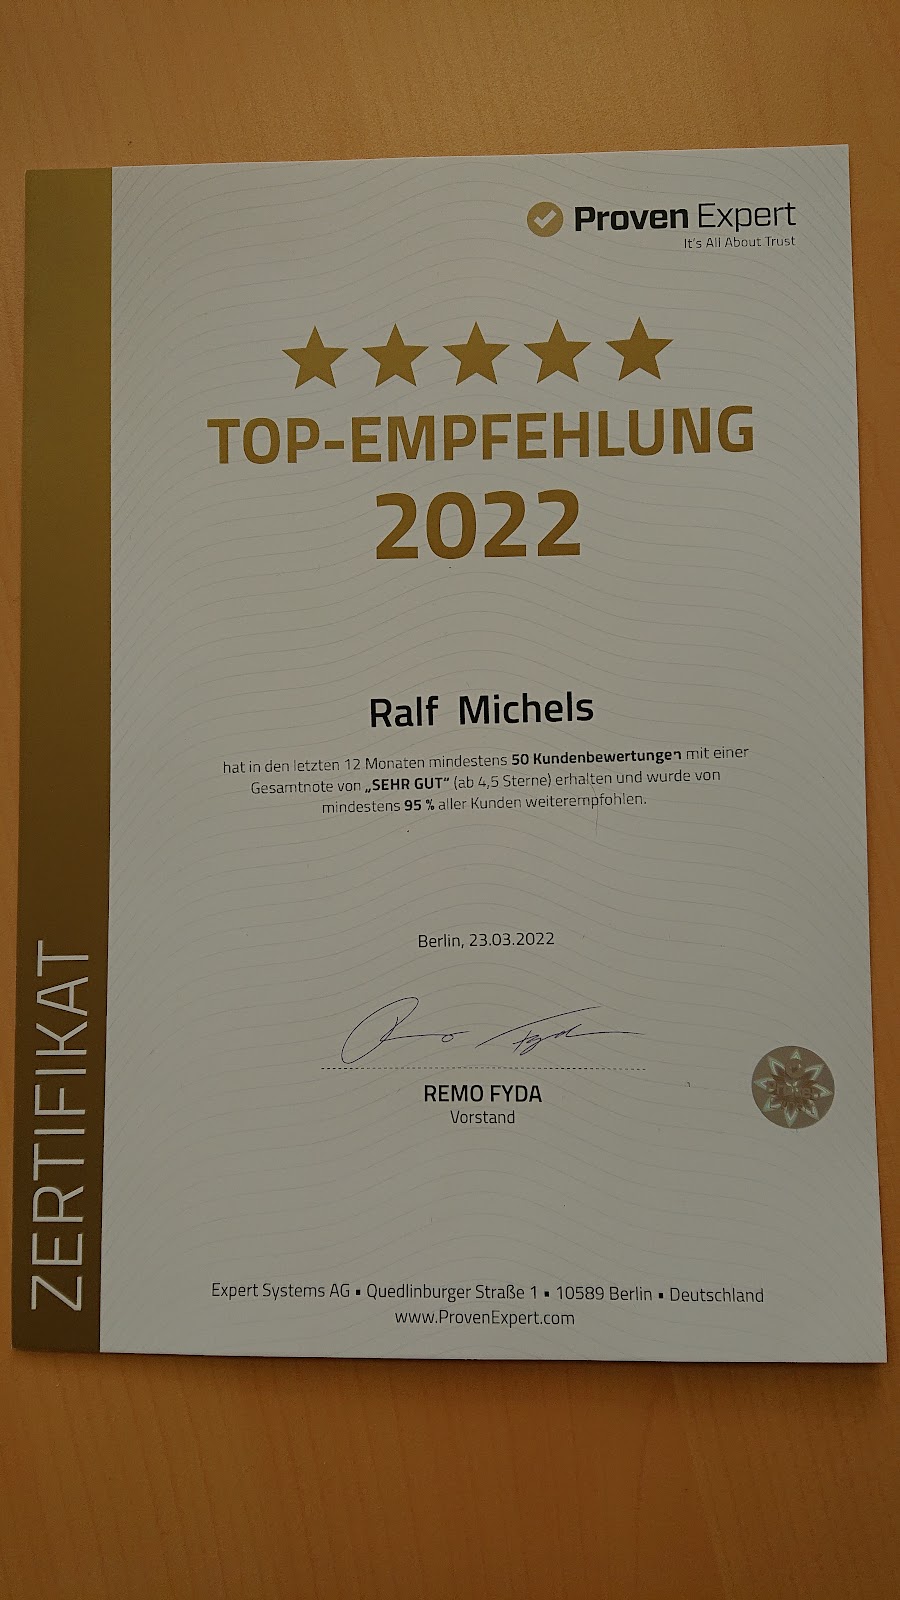 Proven Expert
It's All About Trust
TOP-EMPFEHLUNG
2022
Ralf Michels
hat in den letzten 12 Monaten mindestens 50 Kundenbewertungen mit einer
Gesamtnote von „SEHR GUT“ (ab 4,5 Sterne) erhalten und wurde von
mindestens 95 % aller Kunden weiterempfohlen.
Berlin, 23.03.2022
REMO FYDA
Vorstand
Expert Systems AG ▪ Quedlinburger Straße 1 ▪ 10589 Berlin ▪ Deutschland
www.ProvenExpert.com
ZERTIFIKAT